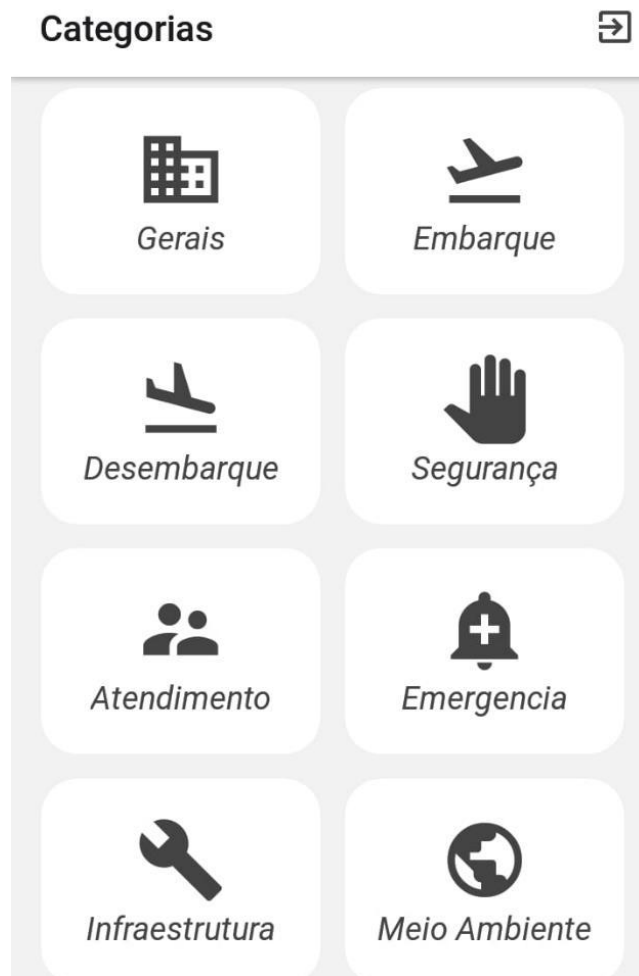 Categorias
Gerais
Embarque
Desembarque
Segurança
Atendimento
Emergencia
Infraestrutura
Meio Ambiente